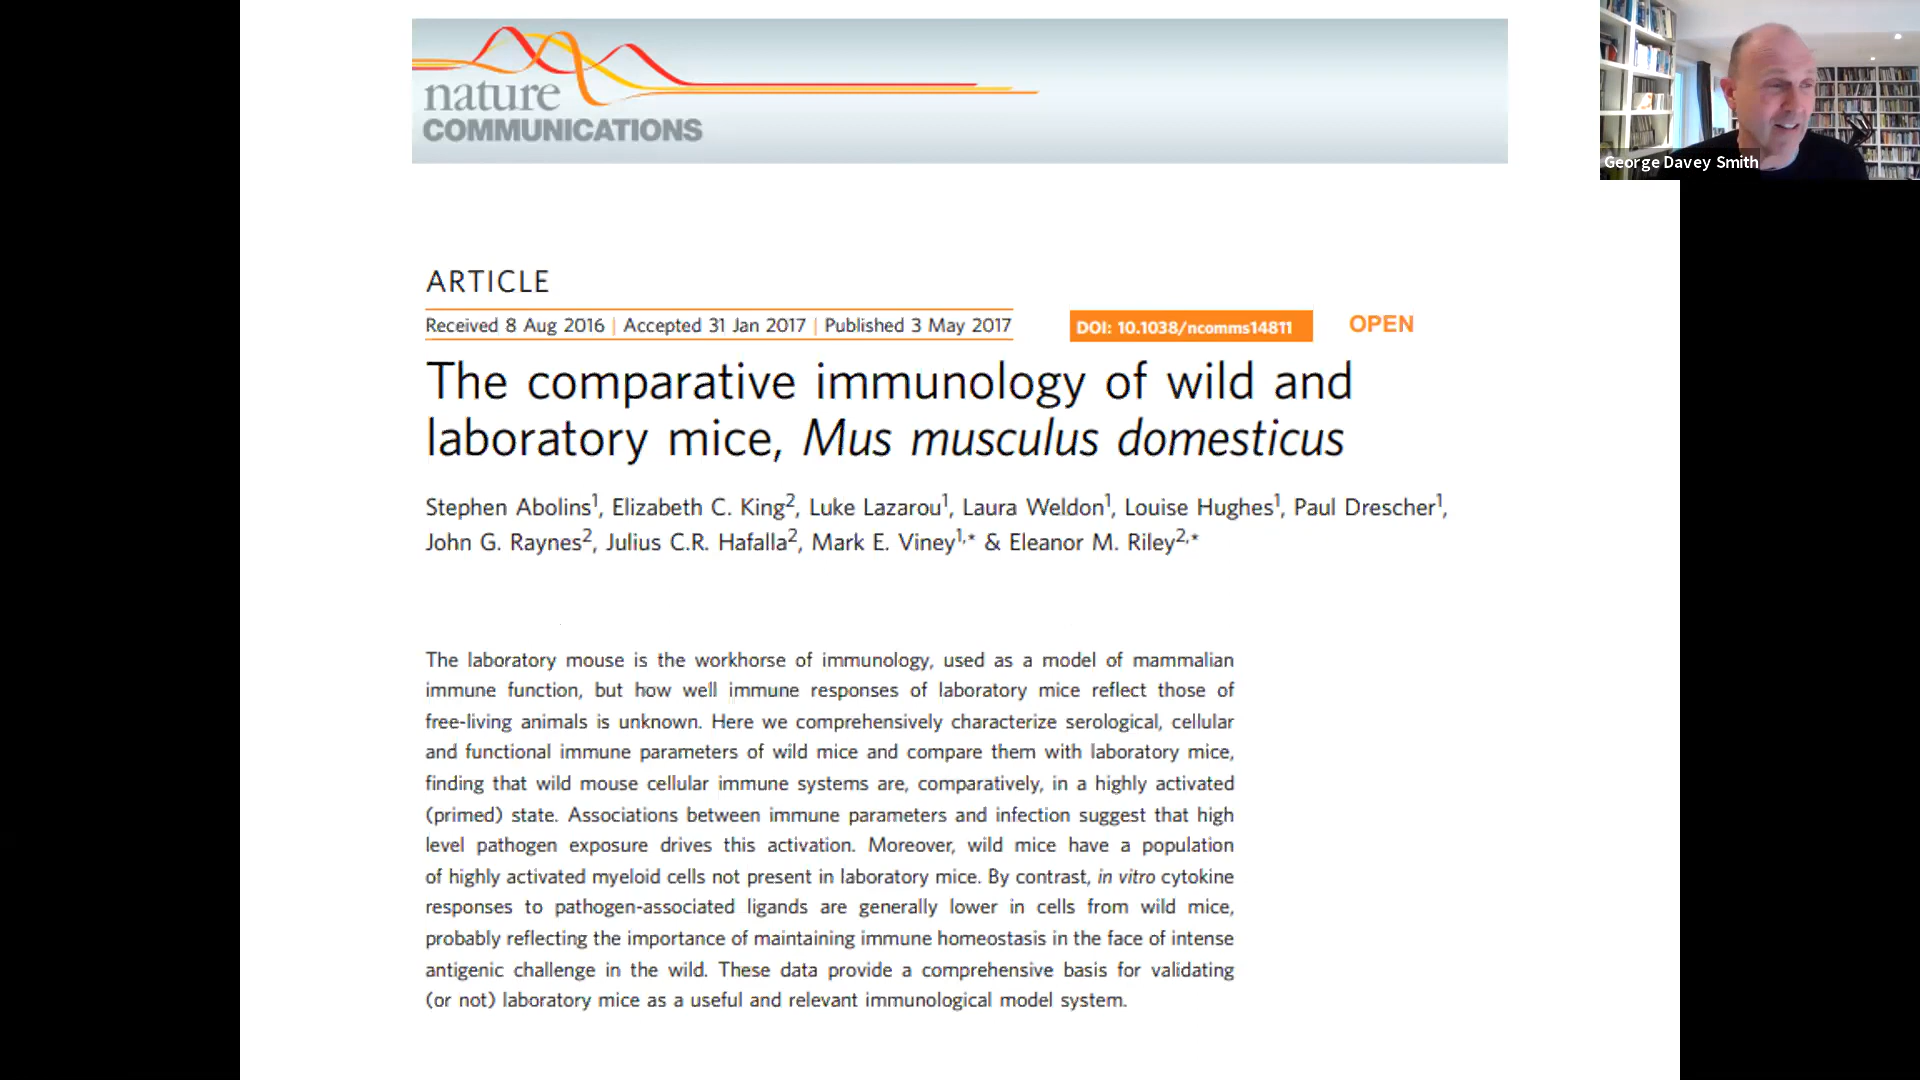 nature
COMMUNICATIONS
George Davey Smith
ARTICLE
Received 8 Aug 2016 | Accepted 31 Jan 2017 | Published 3 May 2017
DOI: 10.1038/ncomms14811
OPEN
The comparative immunology of wild and
laboratory mice, Mus musculus domesticus
Stephen Abolins1, Elizabeth C. King2, Luke Lazarou1, Laura Weldon1, Louise Hughes1, Paul Drescher1,
John G. Raynes2, Julius C.R. Hafalla2, Mark E. Viney1,* & Eleanor M. Riley2,*
The laboratory mouse is the workhorse of immunology, used as a model of mammalian
immune function, but how well immune responses of laboratory mice reflect those of
free-living animals is unknown. Here we comprehensively characterize serological, cellular
and functional immune parameters of wild mice and compare them with laboratory mice,
finding that wild mouse cellular immune systems are, comparatively, in a highly activated
(primed) state. Associations between immune parameters and infection suggest that high
level pathogen exposure drives this activation. Moreover, wild mice have a population
of highly activated myeloid cells not present in laboratory mice. By contrast, in vitro cytokine
responses to pathogen-associated ligands are generally lower in cells from wild mice,
probably reflecting the importance of maintaining immune homeostasis in the face of intense
antigenic challenge in the wild. These data provide a comprehensive basis for validating
(or not) laboratory mice as a useful and relevant immunological model system.